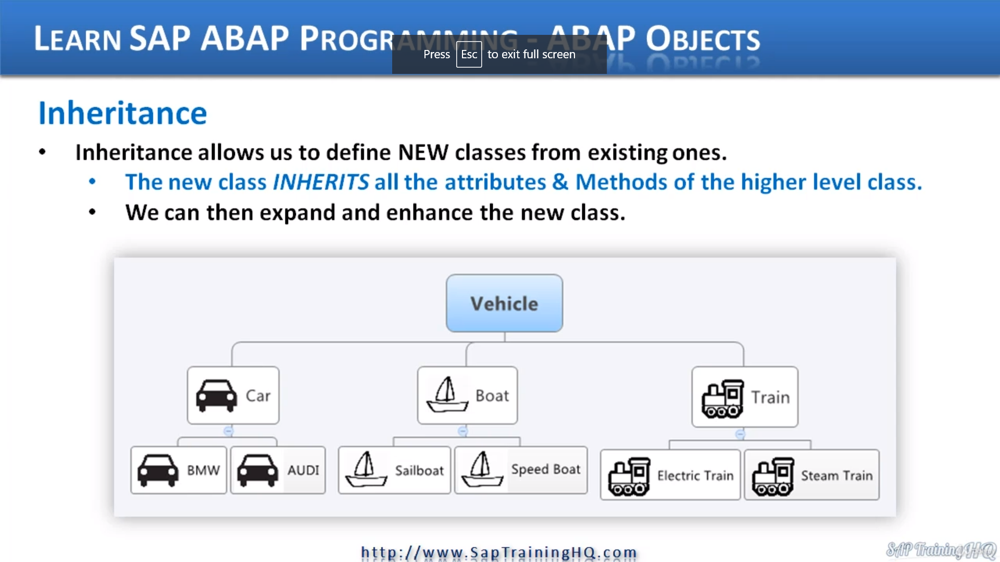 LEARN SAP ABAP PROGRAMMING - ABAP OBJECTS
Press Esc to exit full screen
Inheritance
• Inheritance allows us to define NEW classes from existing ones.
• The new class INHERITS all the attributes & Methods of the higher level class.
• We can then expand and enhance the new class.
Vehicle
Car
Boat
Train
BMW
AUDI
Sailboat
Speed Boat
Electric Train
Steam Train
http://www.SapTrainingHQ.com
SAP Training HQ